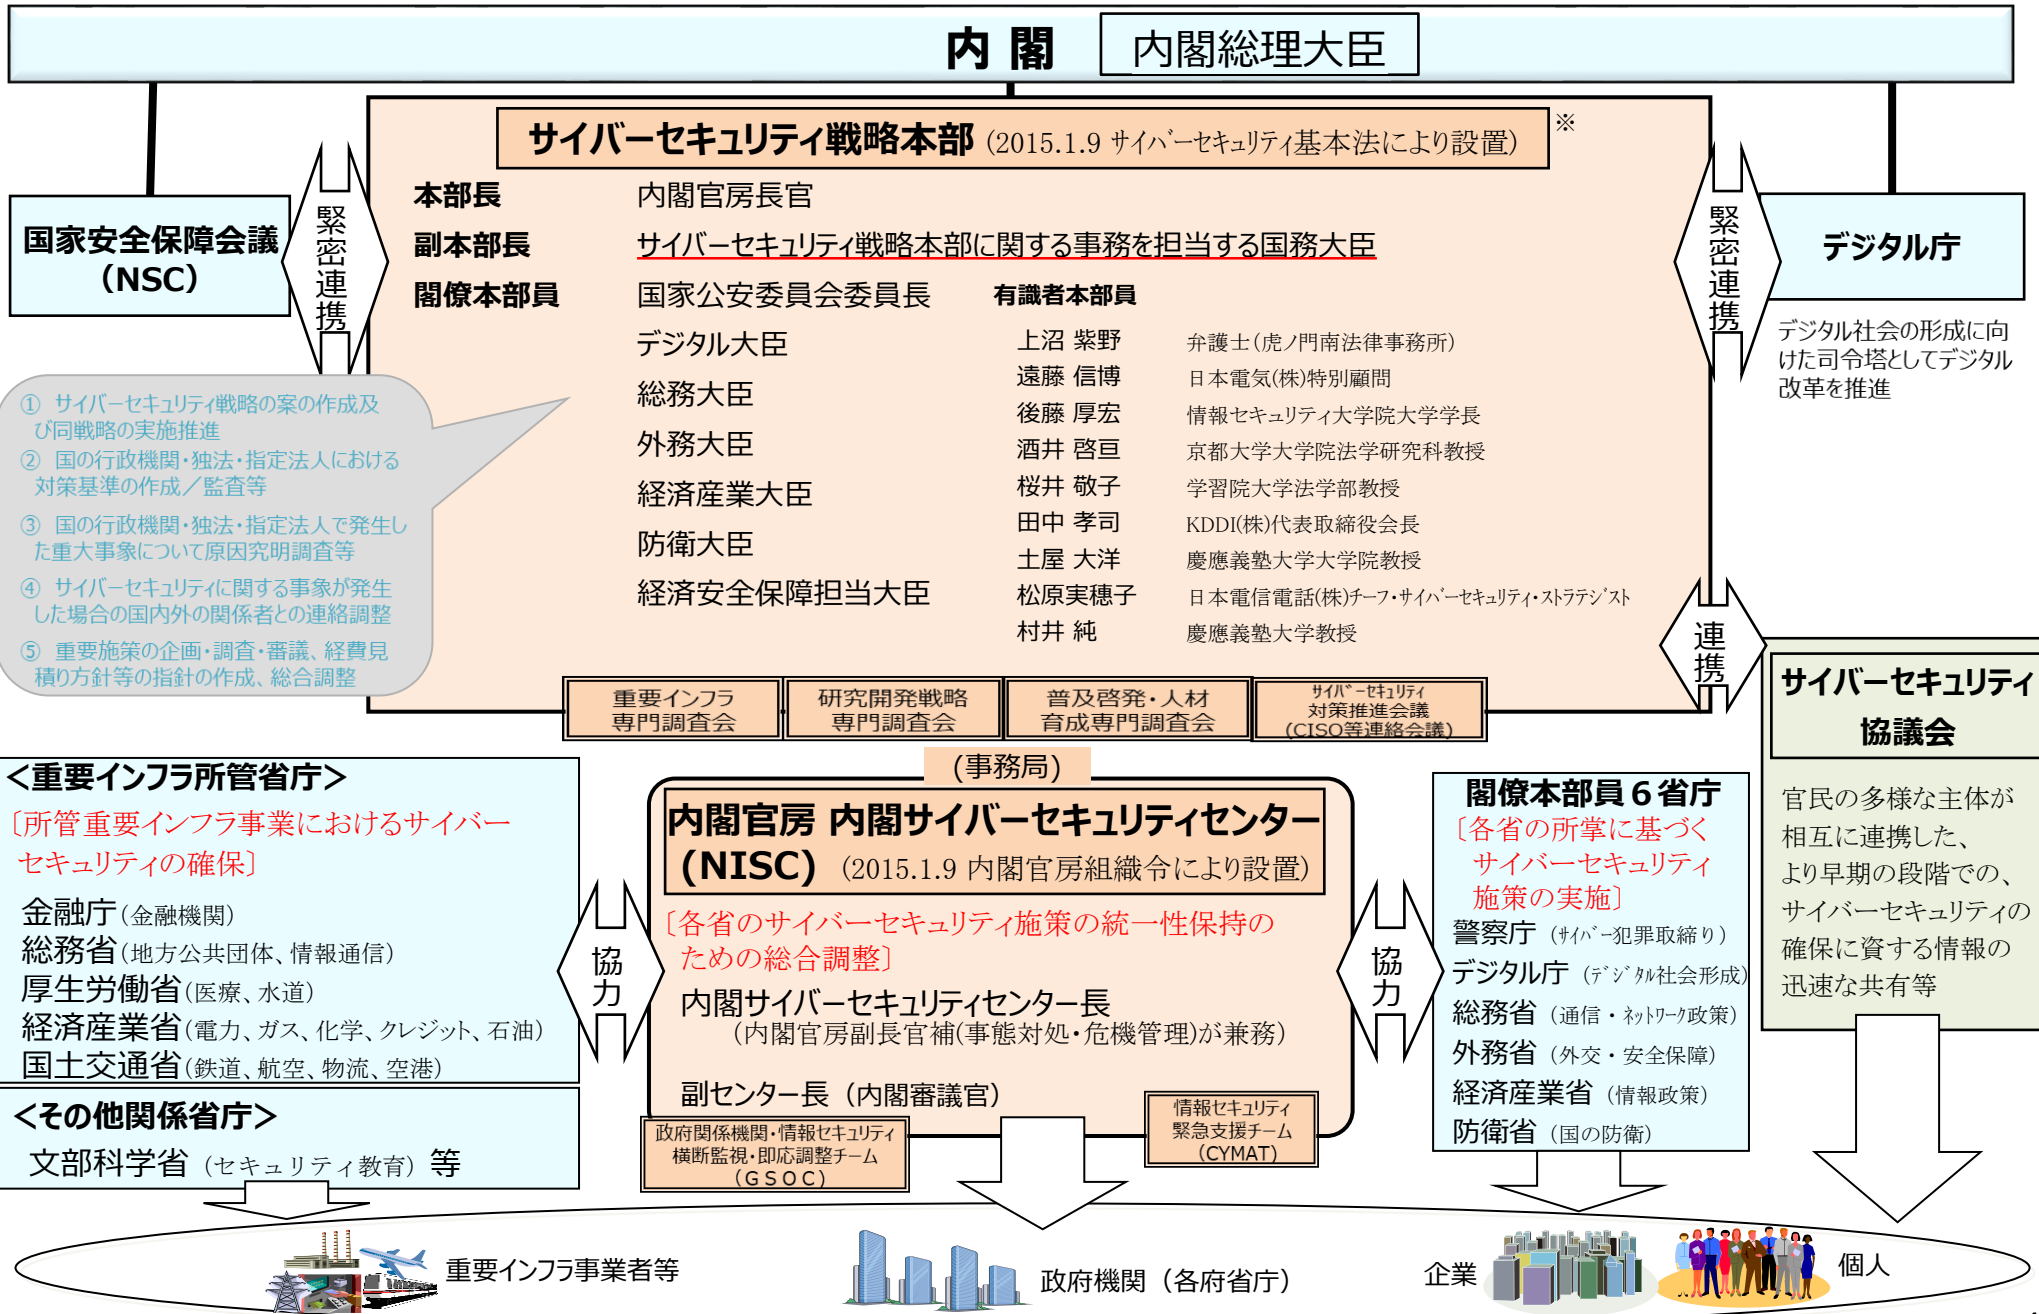 内 閣 内閣総理大臣
サイバーセキュリティ戦略本部 (2015.1.9 サイバーセキュリティ基本法により設置)
※
本部長 内閣官房長官
副本部長 サイバーセキュリティ戦略本部に関する事務を担当する国務大臣
閣僚本部員 国家公安委員会委員長
デジタル大臣
総務大臣
外務大臣
経済産業大臣
防衛大臣
経済安全保障担当大臣
有識者本部員
上沼 紫野 弁護士(虎ノ門南法律事務所)
遠藤 信博 日本電気(株)特別顧問
後藤 厚宏 情報セキュリティ大学院大学学長
酒井 啓亘 京都大学大学院法学研究科教授
桜井 敬子 学習院大学法学部教授
田中 孝司 KDDI(株)代表取締役会長
土屋 大洋 慶應義塾大学大学院教授
松原実穂子 日本電信電話(株)チーフ・サイバーセキュリティ・ストラテジスト
村井 純 慶應義塾大学教授
国家安全保障会議
(NSC)
緊密連携
緊密連携
デジタル庁
デジタル社会の形成に向
けた司令塔としてデジタル
改革を推進
① サイバーセキュリティ戦略の案の作成及
び同戦略の実施推進
② 国の行政機関・独法・指定法人における
対策基準の作成／監査等
③ 国の行政機関・独法・指定法人で発生し
た重大事象について原因究明調査等
④ サイバーセキュリティに関する事象が発生
した場合の国内外の関係者との連絡調整
⑤ 重要施策の企画・調査・審議、経費見
積り方針等の指針の作成、総合調整
重要インフラ
専門調査会
研究開発戦略
専門調査会
普及啓発・人材
育成専門調査会
サイバーセキュリティ
対策推進会議
(CISO等連絡会議)
連携
サイバーセキュリティ
協議会
官民の多様な主体が
相互に連携した、
より早期の段階での、
サイバーセキュリティの
確保に資する情報の
迅速な共有等
＜重要インフラ所管省庁＞
〔所管重要インフラ事業におけるサイバー
セキュリティの確保〕
金融庁(金融機関)
総務省(地方公共団体、情報通信)
厚生労働省(医療、水道)
経済産業省(電力、ガス、化学、クレジット、石油)
国土交通省(鉄道、航空、物流、空港)
＜その他関係省庁＞
文部科学省 (セキュリティ教育) 等
協力
(事務局)
内閣官房 内閣サイバーセキュリティセンター
(NISC) (2015.1.9 内閣官房組織令により設置)
〔各省のサイバーセキュリティ施策の統一性保持の
ための総合調整〕
内閣サイバーセキュリティセンター長
(内閣官房副長官補(事態対処・危機管理)が兼務)
副センター長 (内閣審議官)
政府関係機関・情報セキュリティ
横断監視・即応調整チーム
(ＧＳＯＣ)
情報セキュリティ
緊急支援チーム
(CYMAT)
協力
閣僚本部員６省庁
〔各省の所掌に基づく
サイバーセキュリティ
施策の実施〕
警察庁 (サイバー犯罪取締り)
デジタル庁 (デジタル社会形成)
総務省 (通信・ネットワーク政策)
外務省 (外交・安全保障)
経済産業省 (情報政策)
防衛省 (国の防衛)
重要インフラ事業者等
政府機関 (各府省庁)
企業
個人